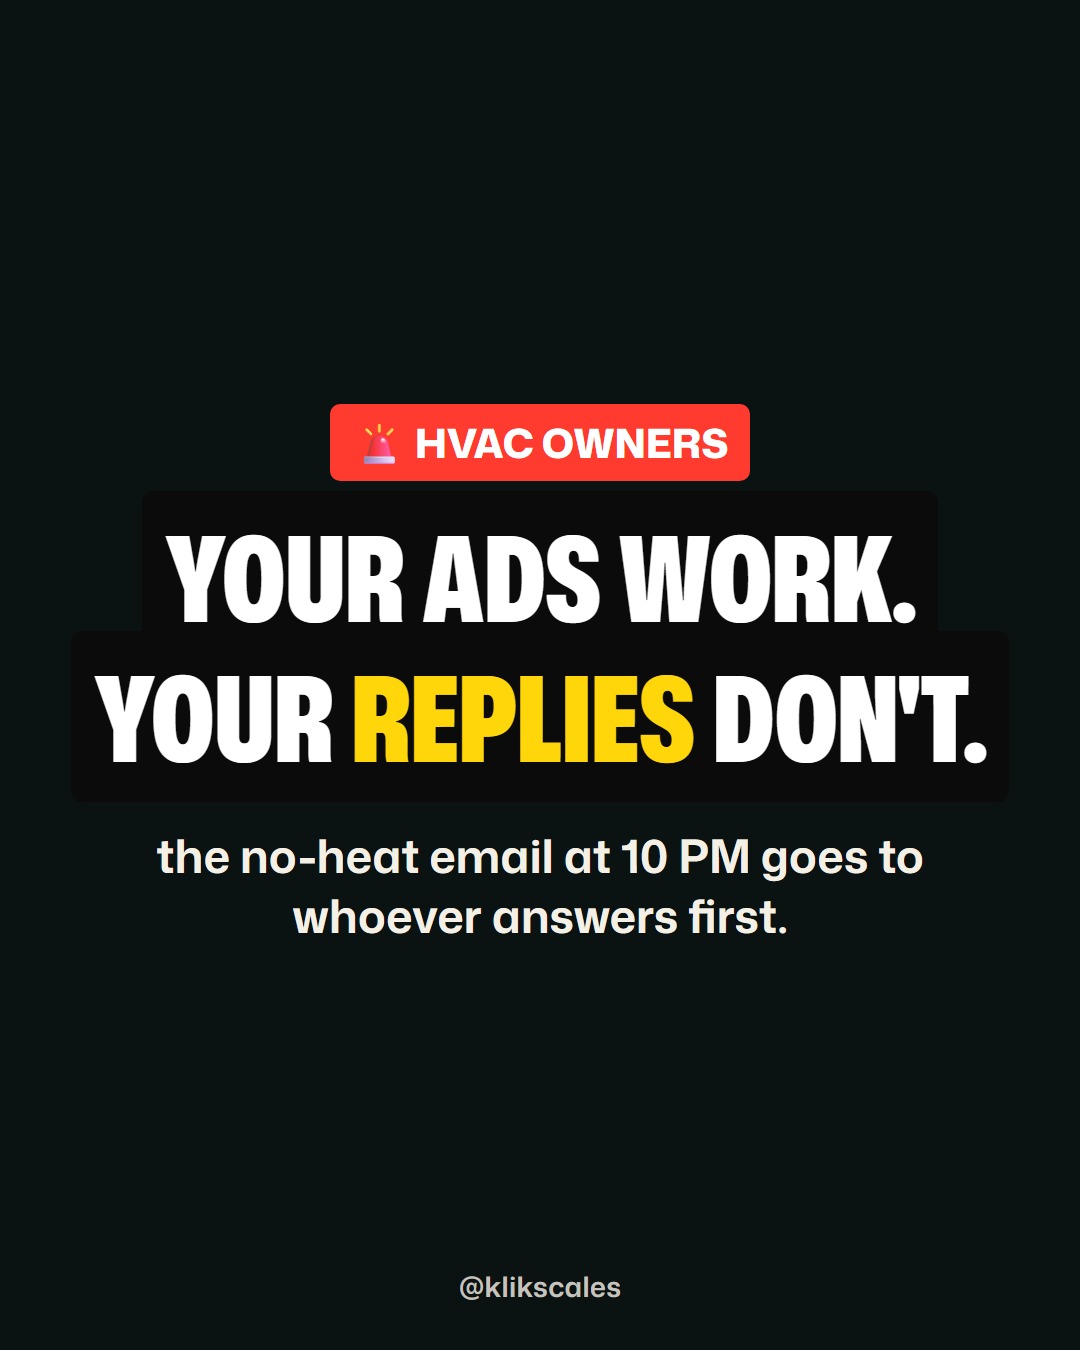 🚨 HVAC OWNERS
YOUR ADS WORK.
YOUR REPLIES DON'T.
the no-heat email at 10 PM goes to
whoever answers first.
@klikscales